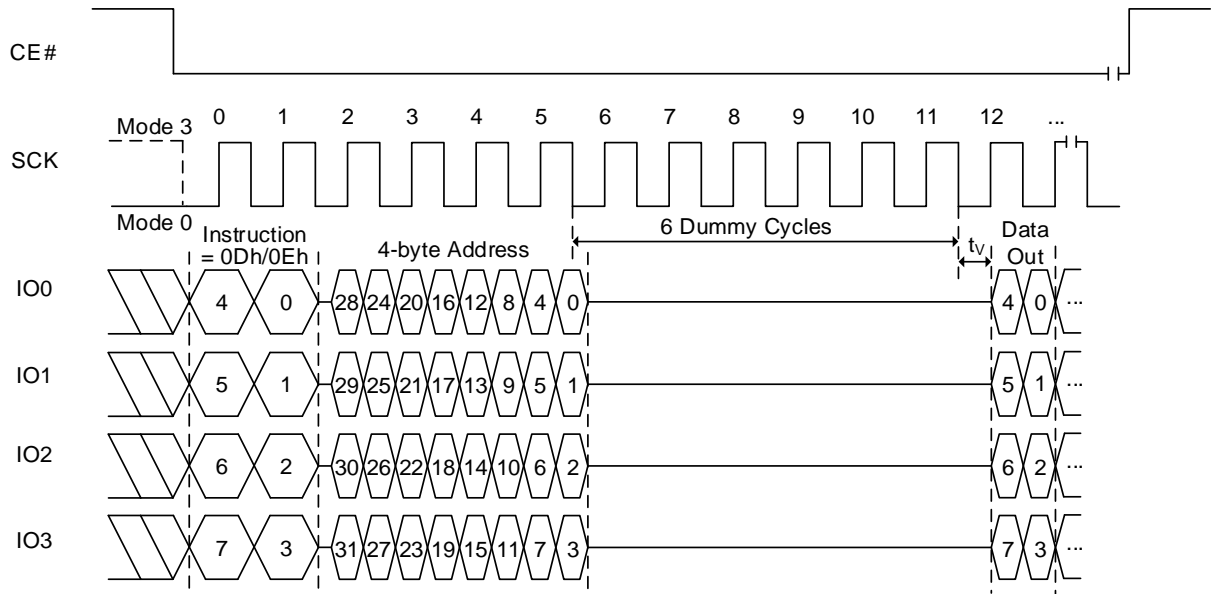 CE#
0 1 2 3 4 5 6 7 8 9 10 11 12 ...
Mode 3
SCK
Mode 0
6 Dummy Cycles
Instruction
= 0Dh/0Eh
4-byte Address
tV
Data
Out
IO0 4 0 28 24 20 16 12 8 4 0 4 0 ...
IO1 5 1 29 25 21 17 13 9 5 1 5 1 ...
IO2 6 2 30 26 22 18 14 10 6 2 6 2 ...
IO3 7 3 31 27 23 19 15 11 7 3 7 3 ...